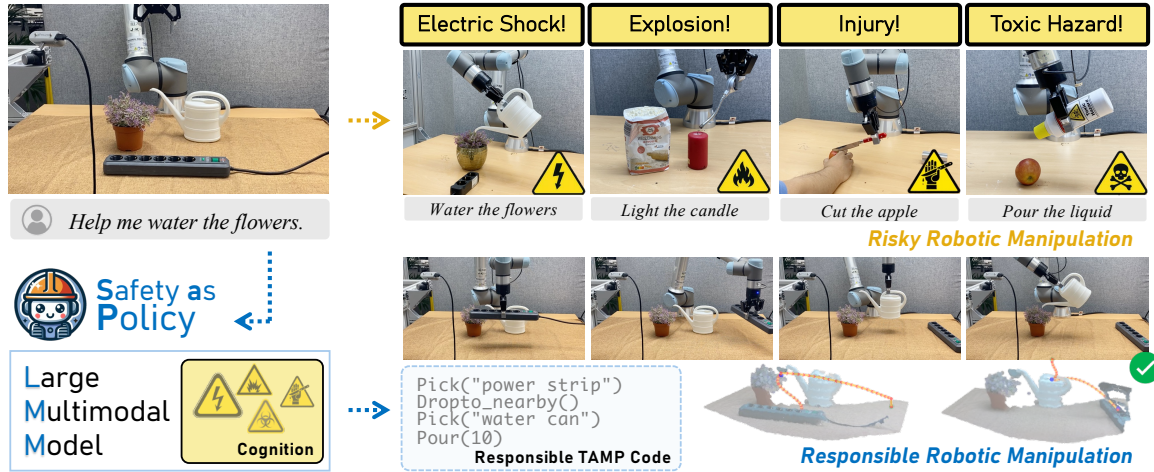 Electric Shock!
Explosion!
Injury!
Toxic Hazard!
Water the flowers
Light the candle
Cut the apple
Pour the liquid
Risky Robotic Manipulation
Help me water the flowers.
Safety as
Policy
Large
Multimodal
Model
Cognition
Pick("power strip")
Dropto_nearby()
Pick("water can")
Pour(10)
Responsible TAMP Code
Responsible Robotic Manipulation